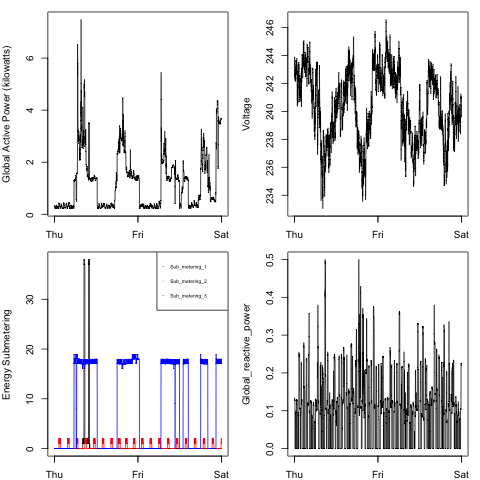 Global Active Power (kilowatts)
0 2 4 6
Thu Fri Sat
Voltage
234 236 238 240 242 244 246
Thu Fri Sat
Energy Submetering
0 10 20 30
Sub_metering_1
Sub_metering_2
Sub_metering_3
Thu Fri Sat
Global_reactive_power
0.0 0.1 0.2 0.3 0.4 0.5
Thu Fri Sat